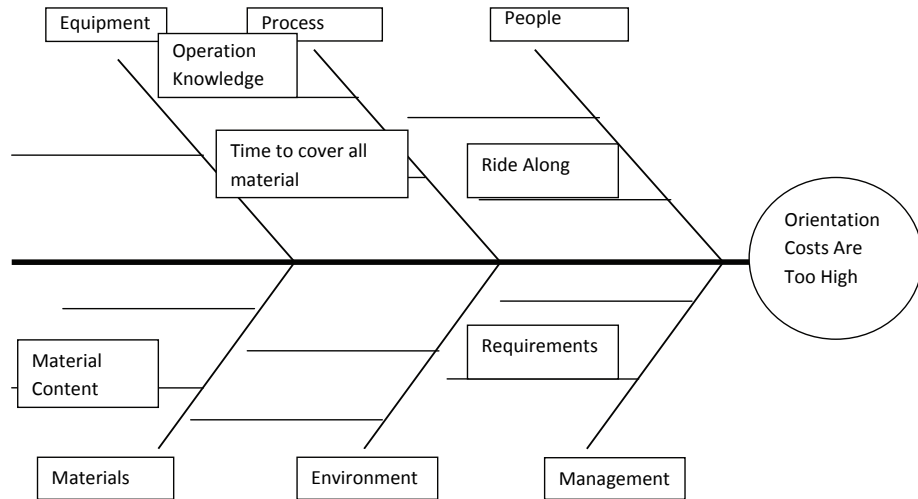 Equipment
Process
People
Operation
Knowledge
Time to cover all
material
Ride Along
Orientation
Costs Are
Too High
Material
Content
Requirements
Materials
Environment
Management